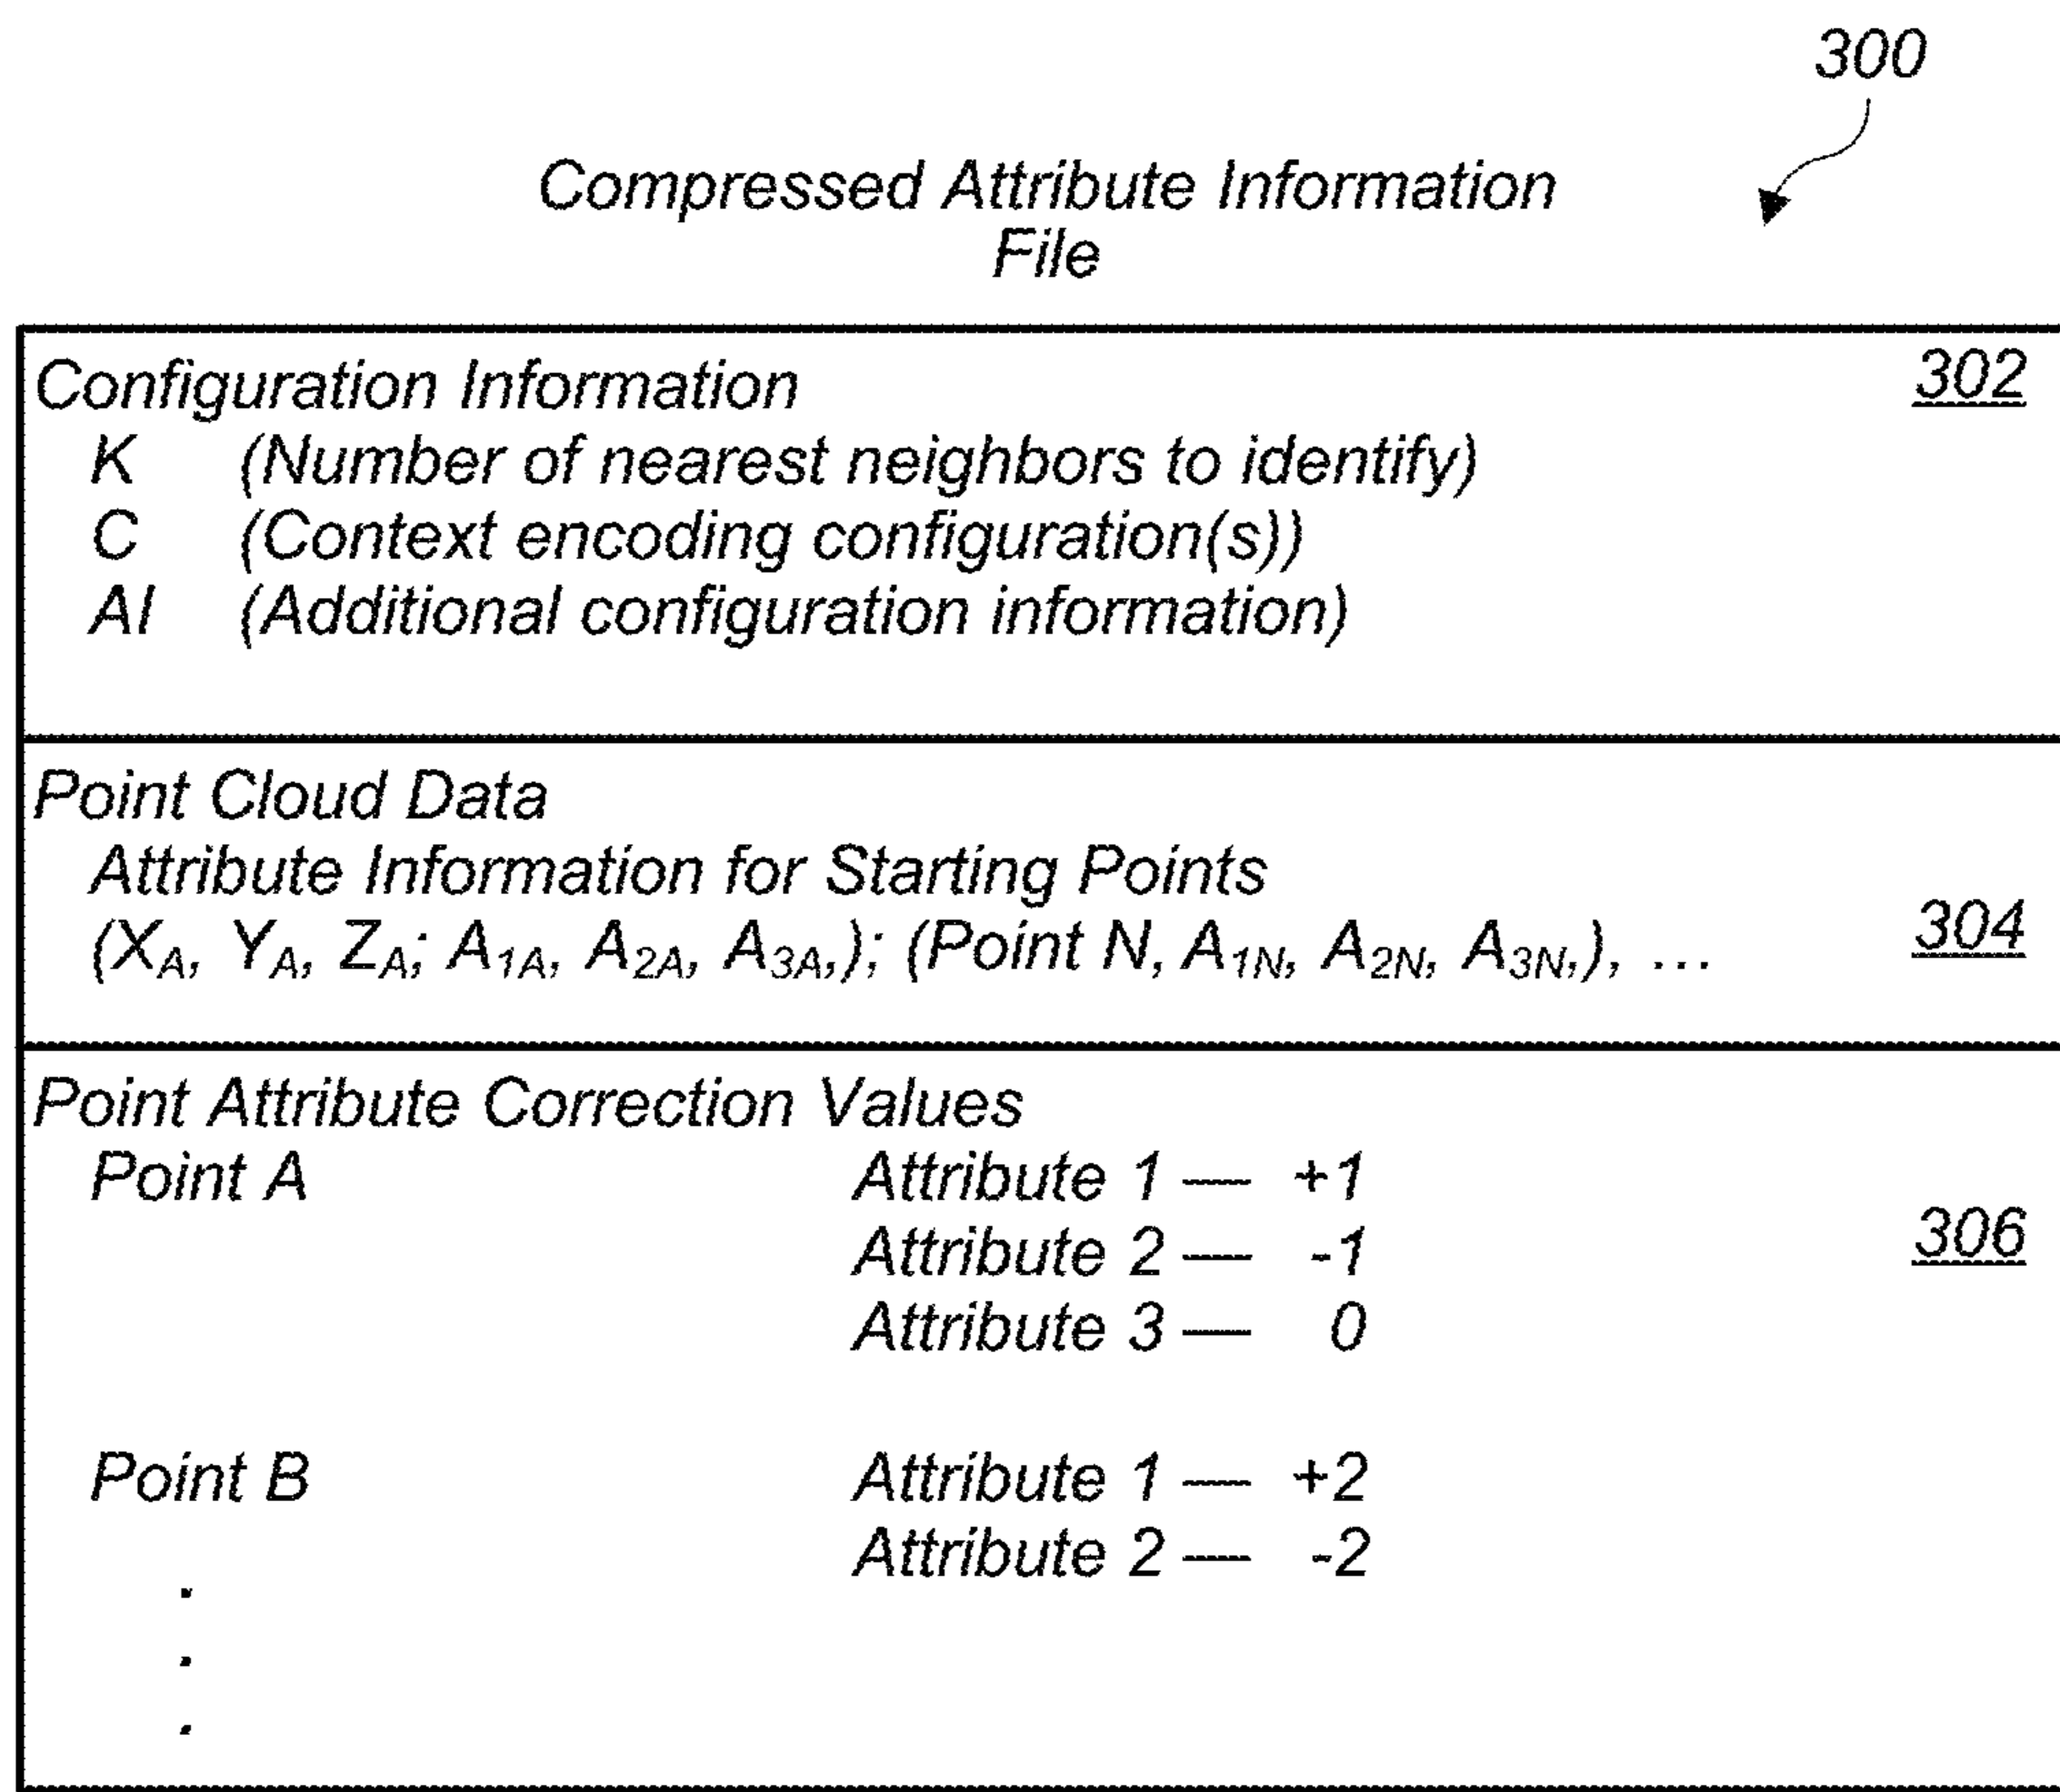 300
Compressed Attribute Information
File
Configuration Information 302
K (Number of nearest neighbors to identify)
C (Context encoding configuration(s))
AI (Additional configuration information)
Point Cloud Data
Attribute Information for Starting Points
(XA, YA, ZA; A1A, A2A, A3A,); (Point N, A1N, A2N, A3N,), ... 304
Point Attribute Correction Values
Point A Attribute 1 — +1
Attribute 2 — -1 306
Attribute 3 — 0
Point B Attribute 1 — +2
Attribute 2 — -2
.
.
.